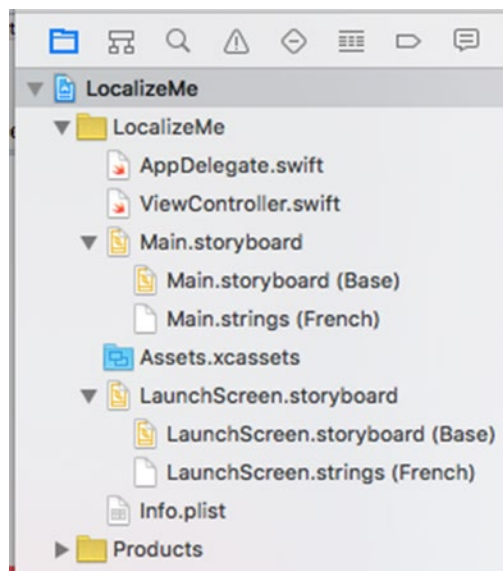 LocalizeMe
LocalizeMe
AppDelegate.swift
ViewController.swift
Main.storyboard
Main.storyboard (Base)
Main.strings (French)
Assets.xcassets
LaunchScreen.storyboard
LaunchScreen.storyboard (Base)
LaunchScreen.strings (French)
Info.plist
Products